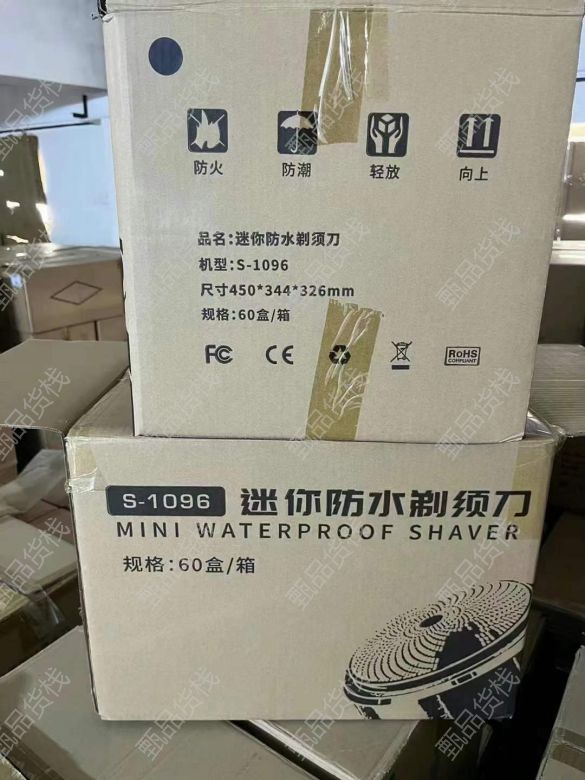 防火 防潮 轻放 向上
品名:迷你防水剃须刀
机型:S-1096
尺寸450*344*326mm
规格:60盒/箱
FC CE RoHS
COMPLIANT
S-1096 迷你防水剃须刀
MINI WATERPROOF SHAVER
规格:60盒/箱
甄品货栈